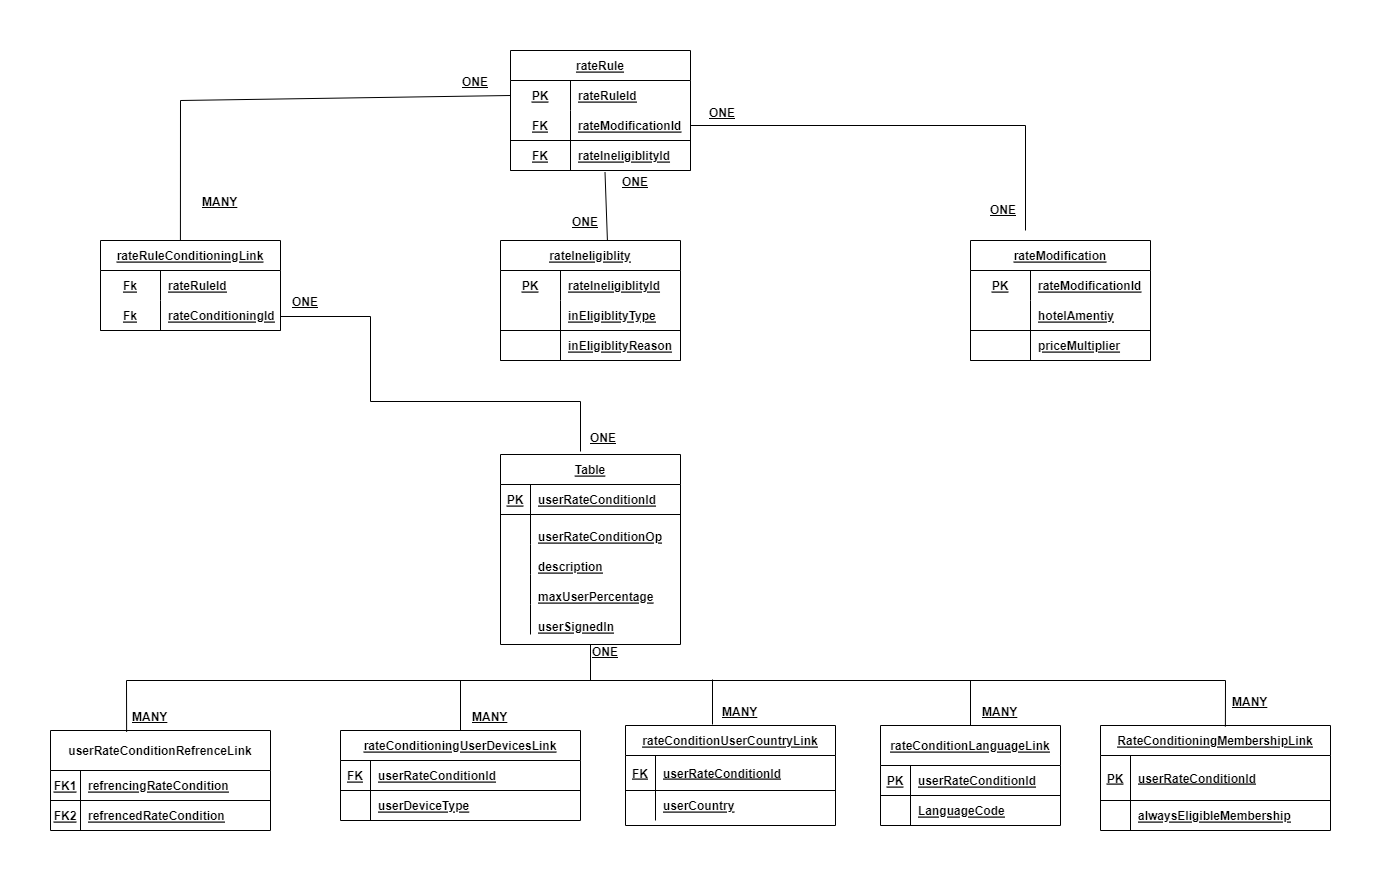 rateRule
ONE
PK rateRuleId
ONE
FK rateModificationId
FK rateIneligiblityId
ONE
MANY
ONE
ONE
rateRuleConditioningLink
Fk rateRuleId
Fk rateConditioningId
ONE
rateIneligiblity
PK rateIneligiblityId
inEligiblityType
inEligiblityReason
rateModification
PK rateModificationId
hotelAmentiy
priceMultiplier
ONE
Table
PK userRateConditionId
userRateConditionOp
description
maxUserPercentage
userSignedIn
ONE
MANY
MANY
MANY
MANY
MANY
userRateConditionRefrenceLink
FK1 refrencingRateCondition
FK2 refrencedRateCondition
rateConditioningUserDevicesLink
FK userRateConditionId
userDeviceType
rateConditionUserCountryLink
FK userRateConditionId
userCountry
rateConditionLanguageLink
PK userRateConditionId
LanguageCode
RateConditioningMembershipLink
PK userRateConditionId
alwaysEligibleMembership